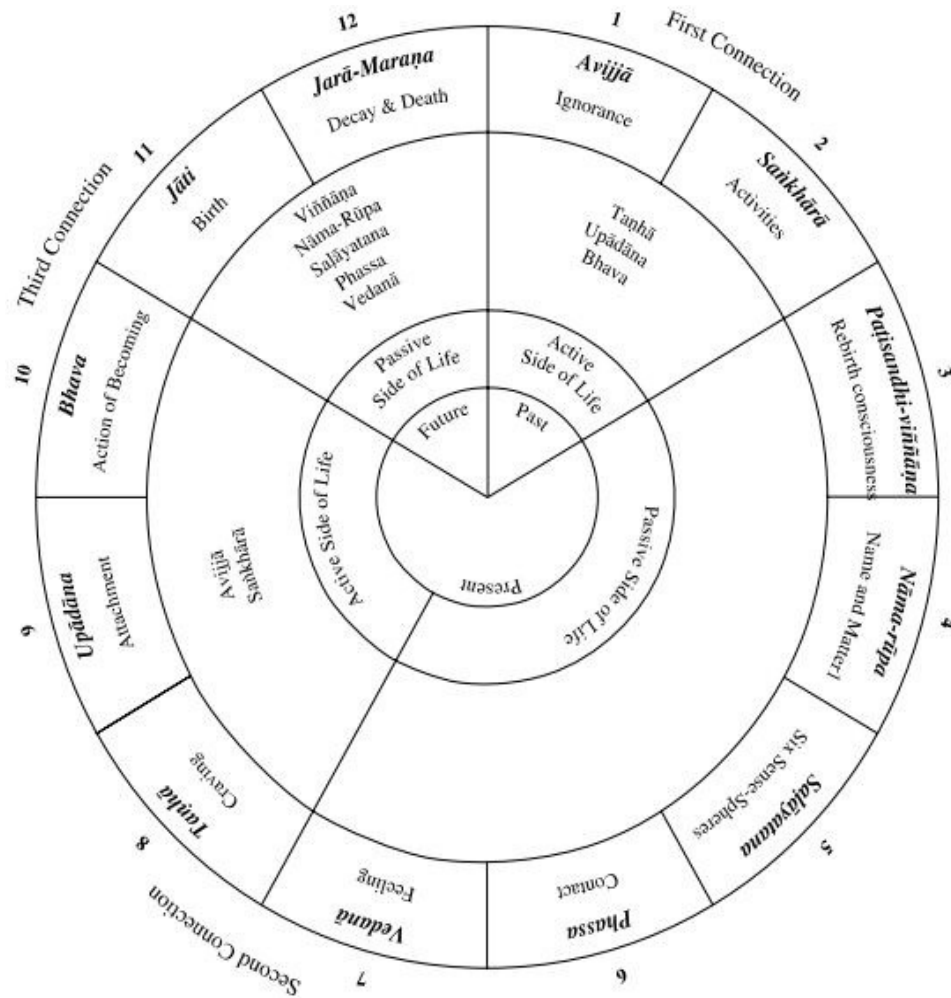 First Connection
1
Avijjā
Ignorance
2
Saṅkhārā
Activities
3
Paṭisandhi-viññāṇa
Rebirth consciousness
4
Nāma-rūpa
Name and Matter1
5
Saḷāyatana
Six Sense-Spheres
6
Phassa
Contact
7
Vedanā
Feeling
Second Connection
8
Taṇhā
Craving
9
Upādāna
Attachment
10
Bhava
Action of Becoming
Third Connection
11
Jāti
Birth
12
Jarā-Maraṇa
Decay & Death
Viññāṇa
Nāma-Rūpa
Saḷāyatana
Phassa
Vedanā
Taṇhā
Upādāna
Bhava
Avijjā
Saṅkhārā
Passive
Side of Life
Active
Side of Life
Active Side of Life
Passive Side of Life
Future
Past
Present